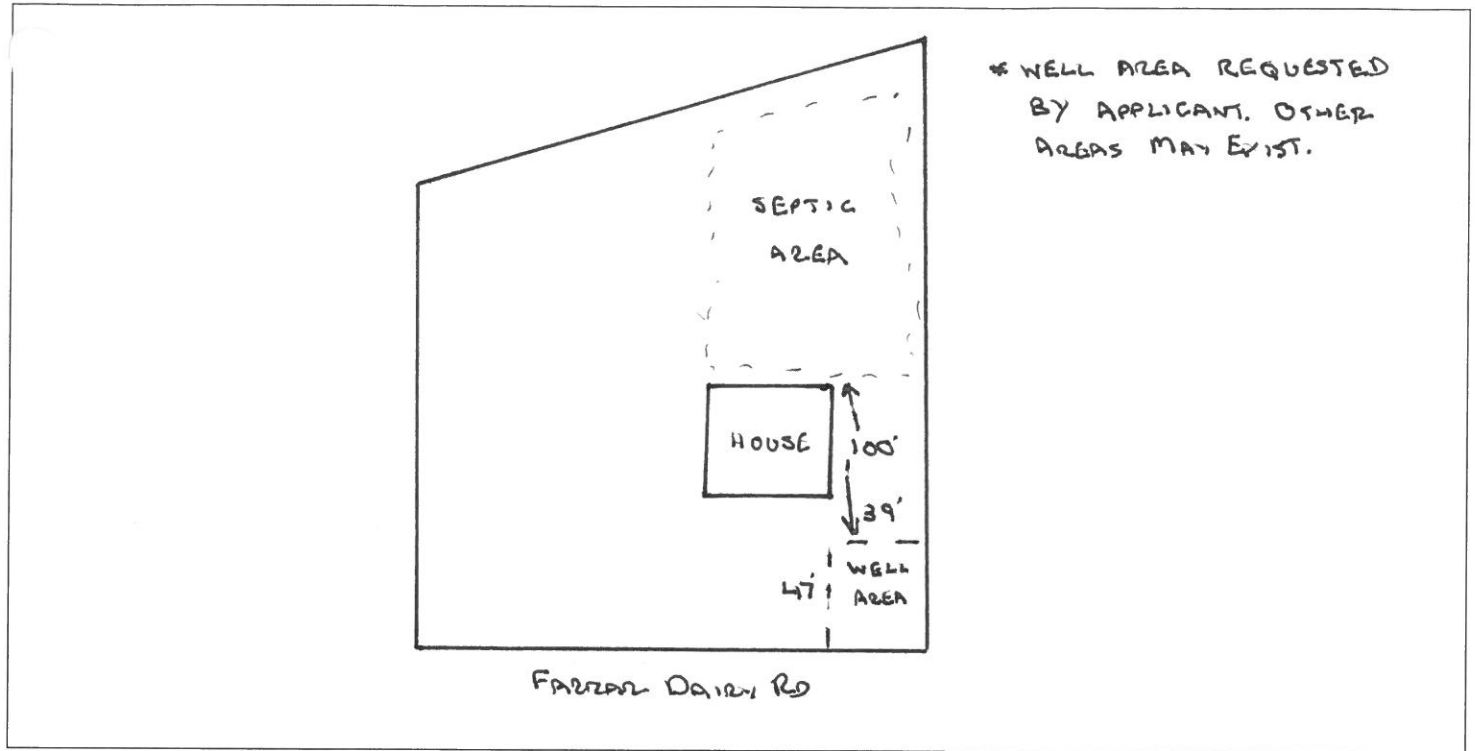 * WELL AREA REQUESTED
BY APPLICANT. OTHER
AREAS MAY EXIST.
SEPTIC
AREA
HOUSE
100'
39'
47'
WELL
AREA
FARRAR DAIRY RD